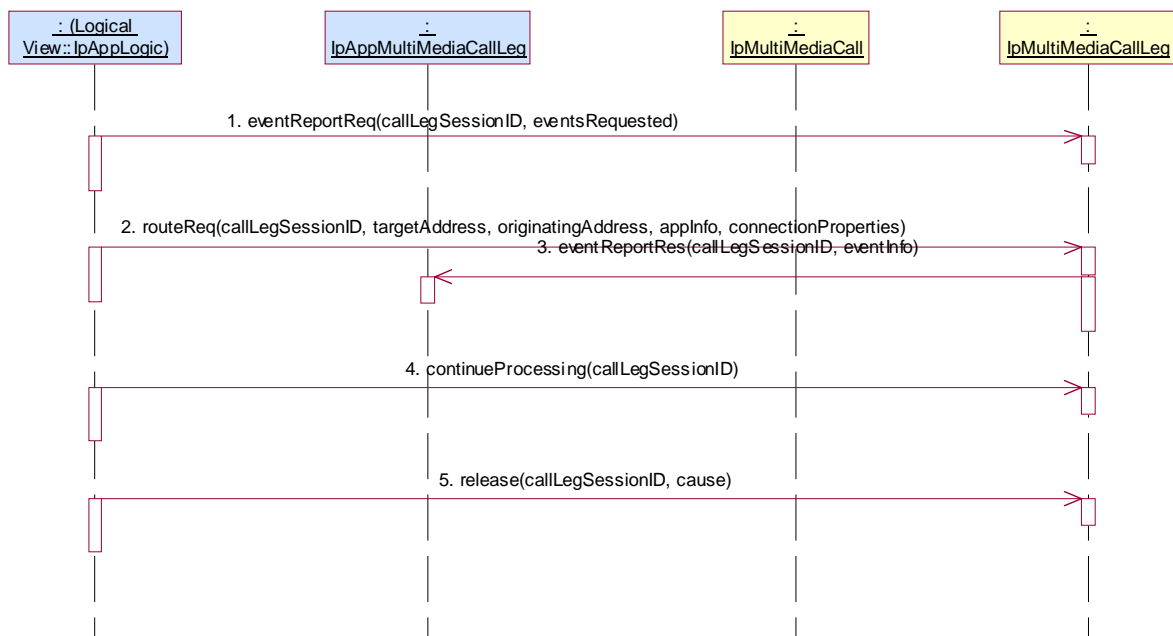 : (Logical
View::IpAppLogic)
:
IpAppMultiMediaCallLeg
:
IpMultiMediaCall
:
IpMultiMediaCallLeg
1. eventReportReq(callLegSessionID, eventsRequested)
2. routeReq(callLegSessionID, targetAddress, originatingAddress, appInfo, connectionProperties)
3. eventReportRes(callLegSessionID, eventInfo)
4. continueProcessing(callLegSessionID)
5. release(callLegSessionID, cause)